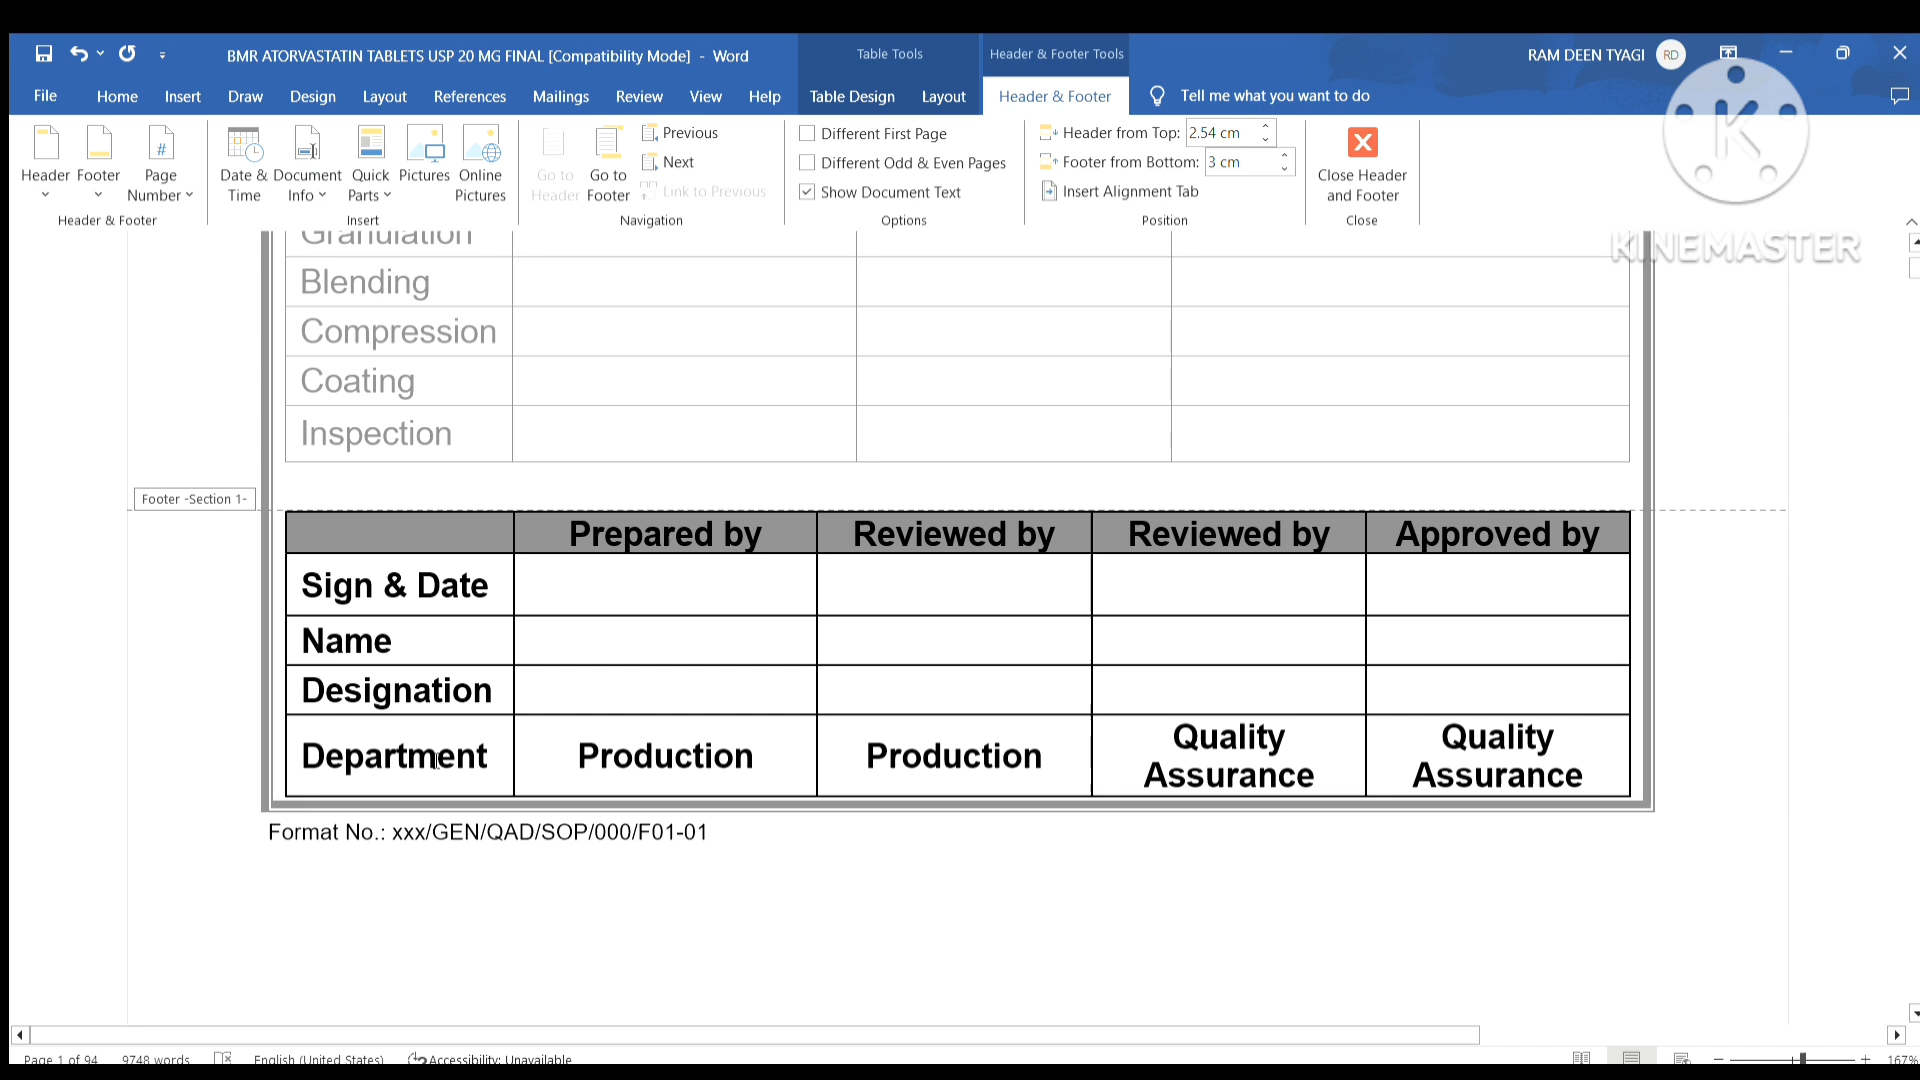 BMR ATORVASTATIN TABLETS USP 20 MG FINAL [Compatibility Mode] - Word
Table Tools
Header & Footer Tools
RAM DEEN TYAGI
RD
File
Home
Insert
Draw
Design
Layout
References
Mailings
Review
View
Help
Table Design
Layout
Header & Footer
Tell me what you want to do
Header
Footer
Page
Number
Header & Footer
Date &
Time
Document
Info
Quick
Parts
Pictures
Online
Pictures
Insert
Go to
Header
Go to
Footer
Previous
Next
Link to Previous
Navigation
Different First Page
Different Odd & Even Pages
Show Document Text
Options
Header from Top: 2.54 cm
Footer from Bottom: 3 cm
Insert Alignment Tab
Position
Close Header
and Footer
Close
K
KINEMASTER
Granulation
Blending
Compression
Coating
Inspection
Footer -Section 1-
Prepared by
Reviewed by
Reviewed by
Approved by
Sign & Date
Name
Designation
Department
Production
Production
Quality
Assurance
Quality
Assurance
Format No.: xxx/GEN/QAD/SOP/000/F01-01
Page 1 of 94
9748 words
English (United States)
Accessibility: Unavailable
167%